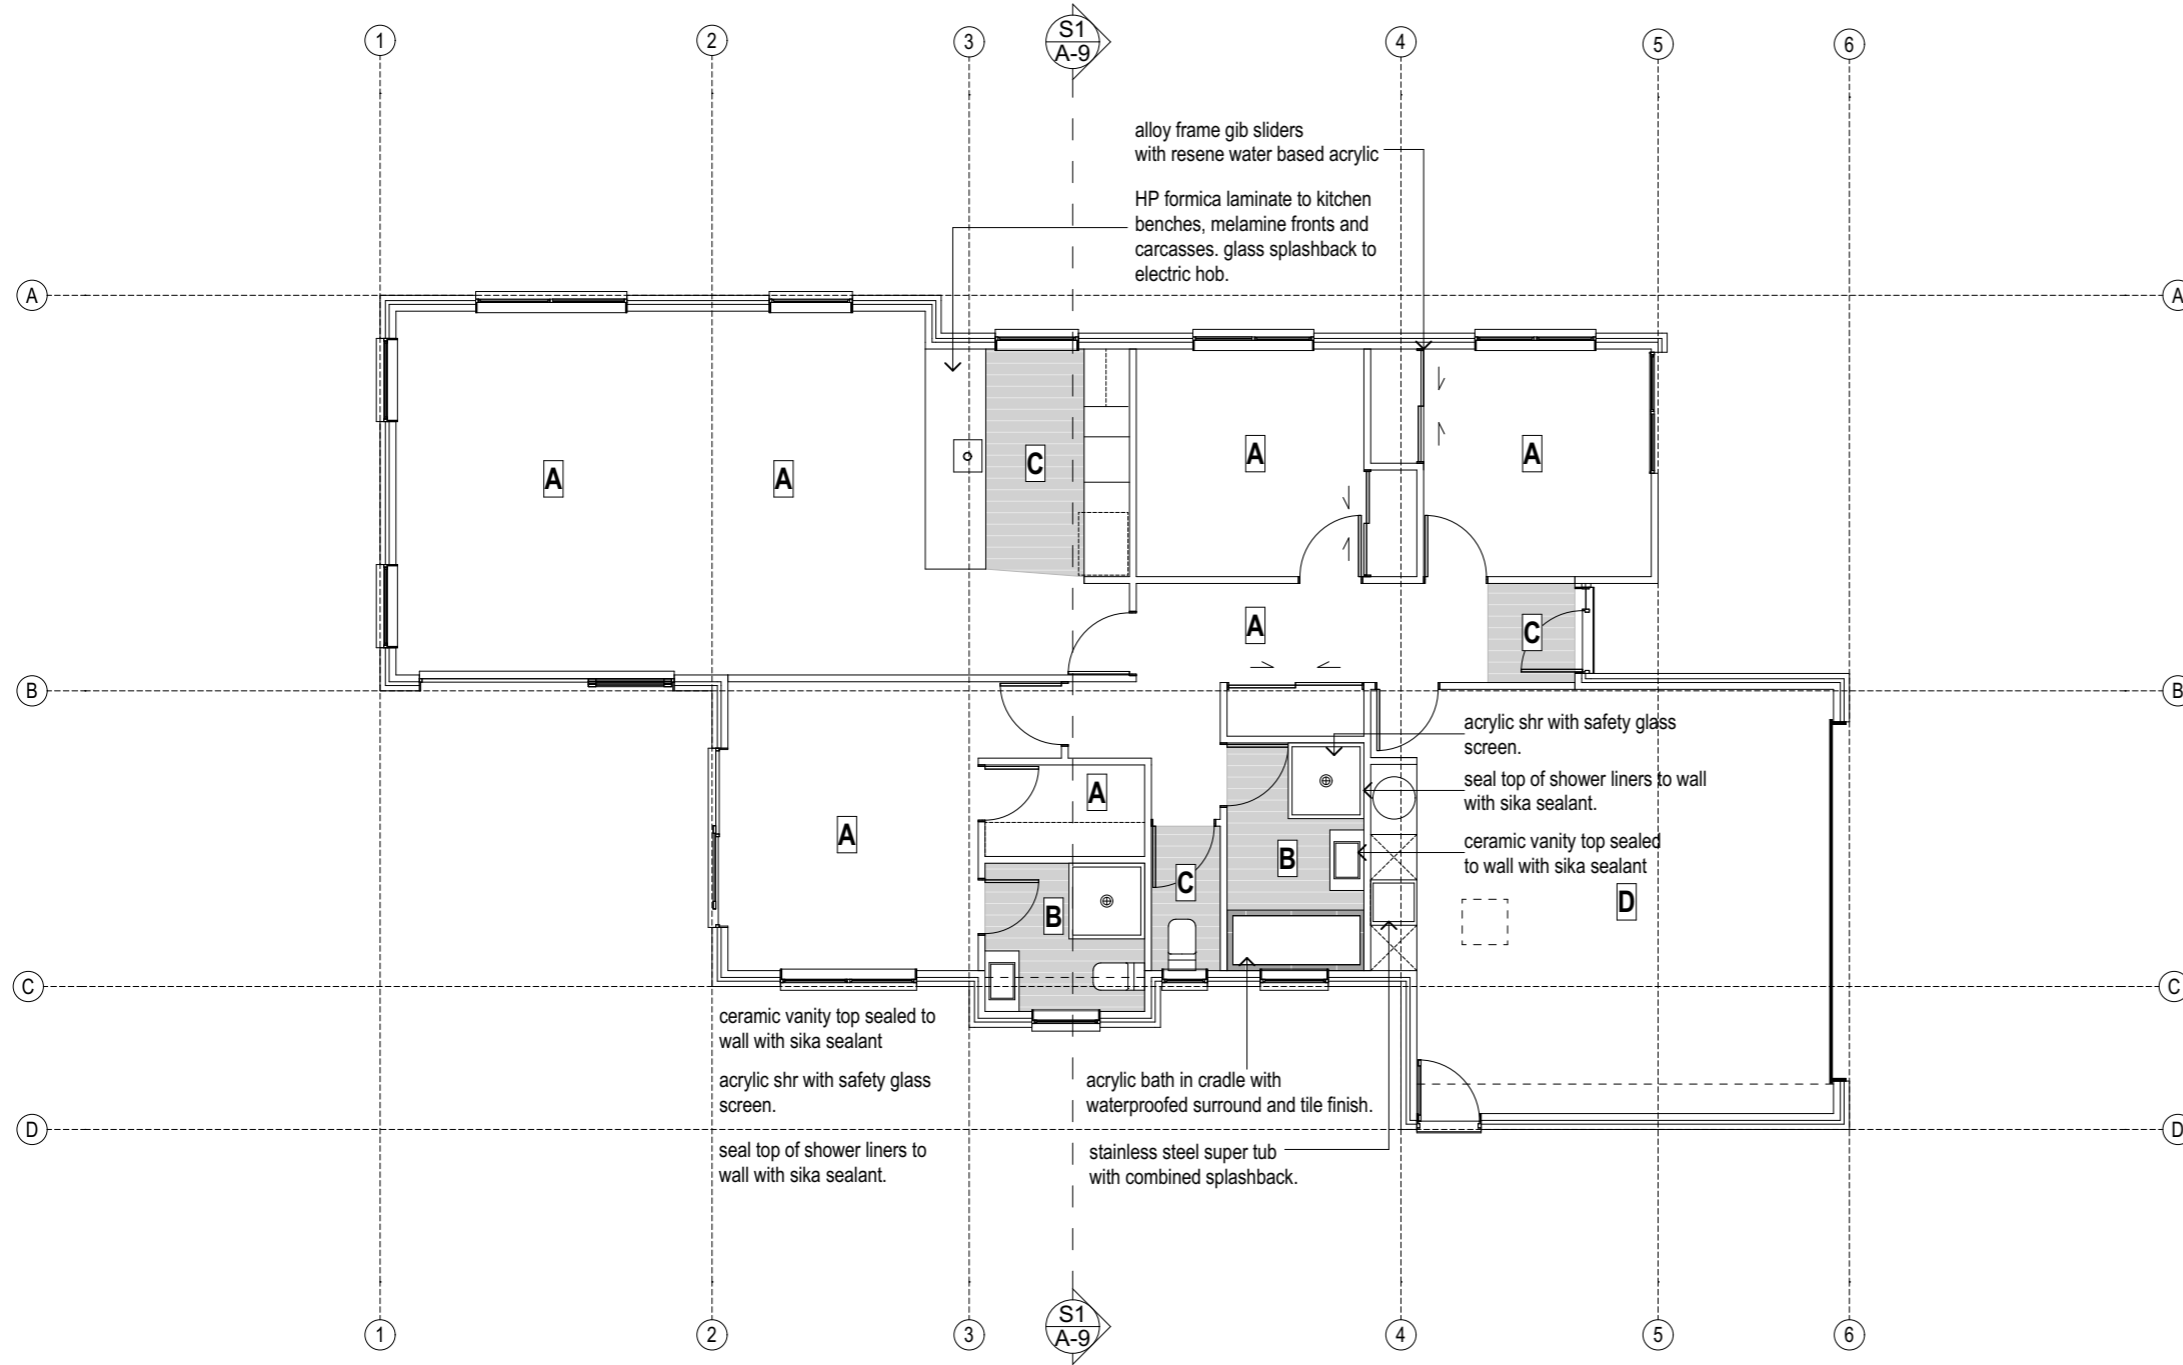 1
2
3
S1
A-9
4
5
6
alloy frame gib sliders
with resene water based acrylic
HP formica laminate to kitchen
benches, melamine fronts and
carcasses. glass splashback to
electric hob.
A
A
A
A
C
A
A
A
C
B
B
acrylic shr with safety glass
screen.
seal top of shower liners to wall
with sika sealant.
ceramic vanity top sealed
to wall with sika sealant
A
A
B
C
B
D
C
C
ceramic vanity top sealed to
wall with sika sealant
acrylic shr with safety glass
screen.
seal top of shower liners to
wall with sika sealant.
acrylic bath in cradle with
waterproofed surround and tile finish.
stainless steel super tub
with combined splashback.
D
D
1
2
3
S1
A-9
4
5
6